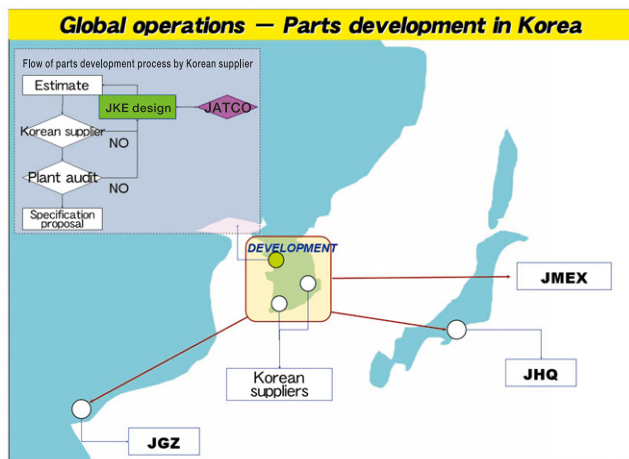 Global operations — Parts development in Korea
Flow of parts development process by Korean supplier
Estimate
JKE design
JATCO
Korean supplier
NO
Plant audit
NO
Specification
proposal
DEVELOPMENT
JMEX
Korean
suppliers
JHQ
JGZ